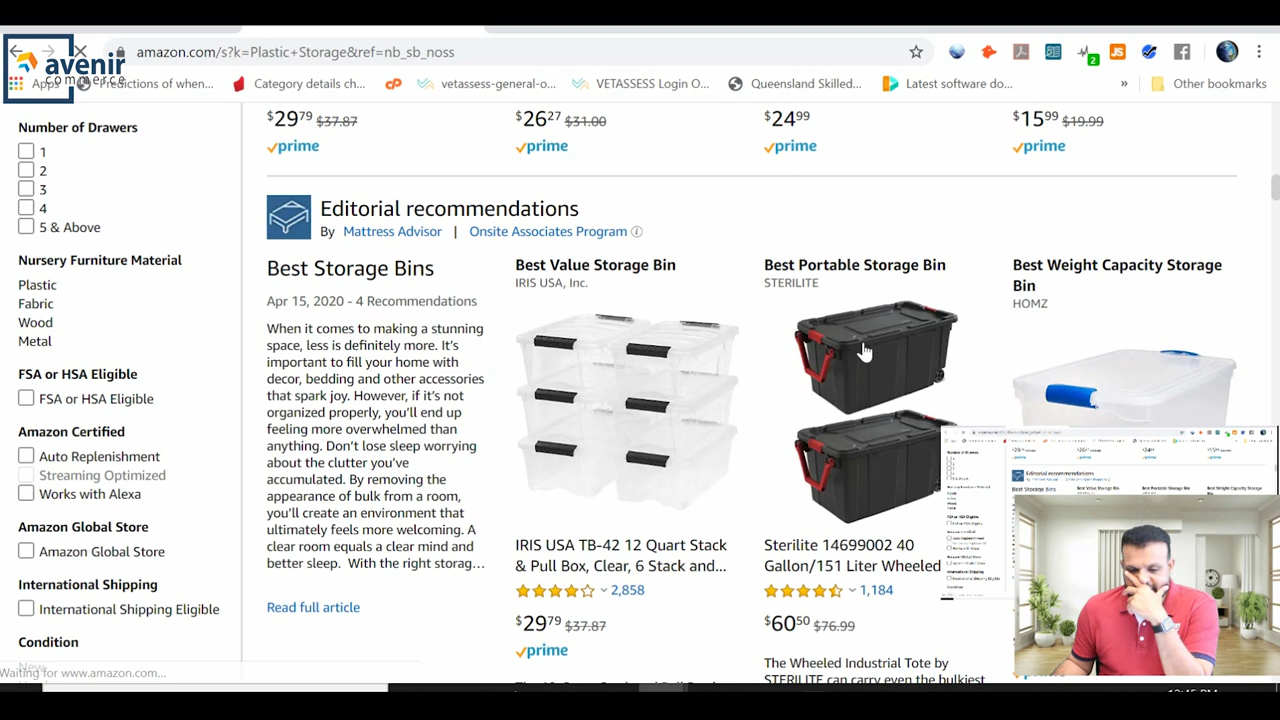 amazon.com/s?k=Plastic+Storage&ref=nb_sb_noss
avenir
commerce
2
JS
Apps
Predictions of when...
Category details ch...
vetassess-general-o...
VETASSESS Login O...
Queensland Skilled...
Latest software do...
»
Other bookmarks
$29 79 $37.87
$26 27 $31.00
$24 99
$15 99 $19.99
prime
prime
prime
prime
Number of Drawers
1
2
3
4
5 & Above
Nursery Furniture Material
Plastic
Fabric
Wood
Metal
FSA or HSA Eligible
FSA or HSA Eligible
Amazon Certified
Auto Replenishment
Streaming Optimized
Works with Alexa
Amazon Global Store
Amazon Global Store
International Shipping
International Shipping Eligible
Condition
New
Waiting for www.amazon.com...
Editorial recommendations
By Mattress Advisor | Onsite Associates Program
Best Storage Bins
Apr 15, 2020 - 4 Recommendations
When it comes to making a stunning
space, less is definitely more. It's
important to fill your home with
decor, bedding and other accessories
that spark joy. However, if it's not
organized properly, you'll end up
feeling more overwhelmed than
inspiring. Don't lose sleep worrying
about the clutter you've
accumulated. By removing the
appearance of bulk from a room,
you'll create an environment that
ultimately feels more welcoming. A
clear room equals a clear mind and
better sleep. With the right storag...
Read full article
Best Value Storage Bin
IRIS USA, Inc.
IRIS USA TB-42 12 Quart Stack
& Pull Box, Clear, 6 Stack and...
2,858
$29 79 $37.87
prime
Best Portable Storage Bin
STERILITE
Sterilite 14699002 40
Gallon/151 Liter Wheeled
1,184
$60 50 $76.99
The Wheeled Industrial Tote by
STERILITE can carry even the bulkiest
Best Weight Capacity Storage
Bin
HOMZ
Editorial recommendations